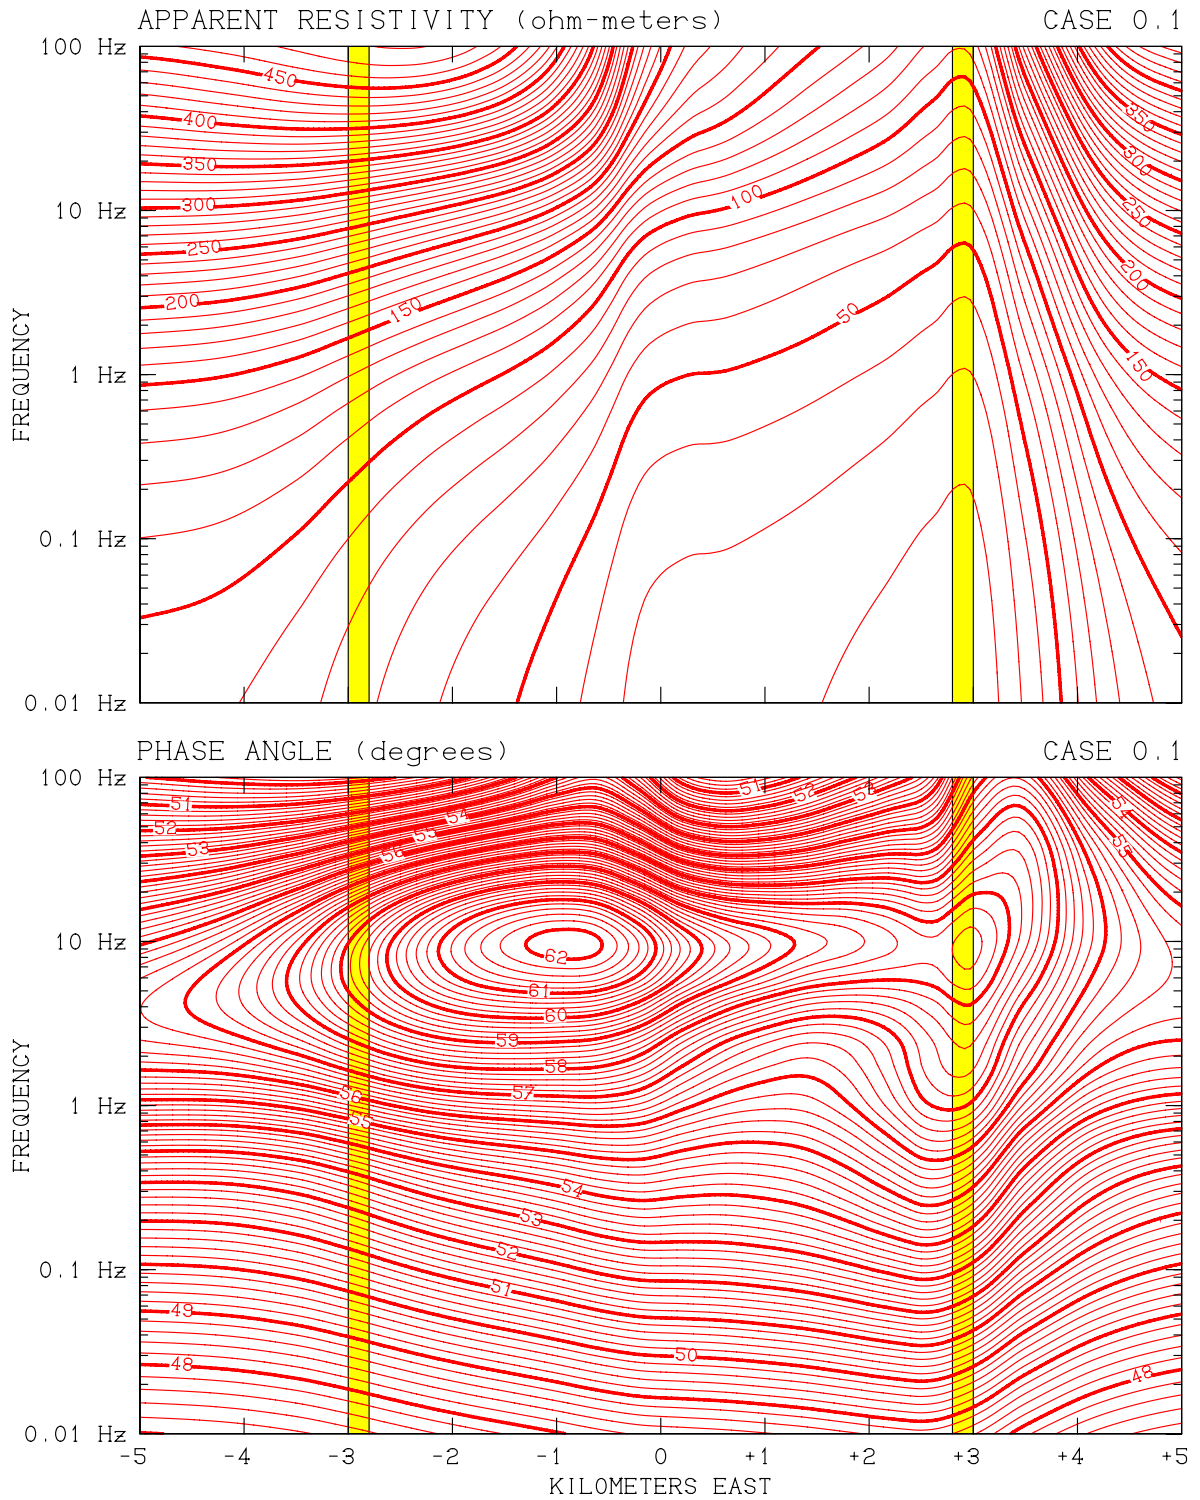 APPARENT RESISTIVITY (ohm-meters) CASE 0.1
100 Hz
450
400
350
350
300
300
10 Hz
100
250
250
200
200
150
50
FREQUENCY
1 Hz
150
0.1 Hz
0.01 Hz
PHASE ANGLE (degrees) CASE 0.1
100 Hz
51
51
52
54
54
52
55
53
55
10 Hz
62
61
60
59
58
57
FREQUENCY
56
1 Hz
55
54
53
52
0.1 Hz
51
49
50
48
48
0.01 Hz
-5 -4 -3 -2 -1 0 +1 +2 +3 +4 +5
KILOMETERS EAST